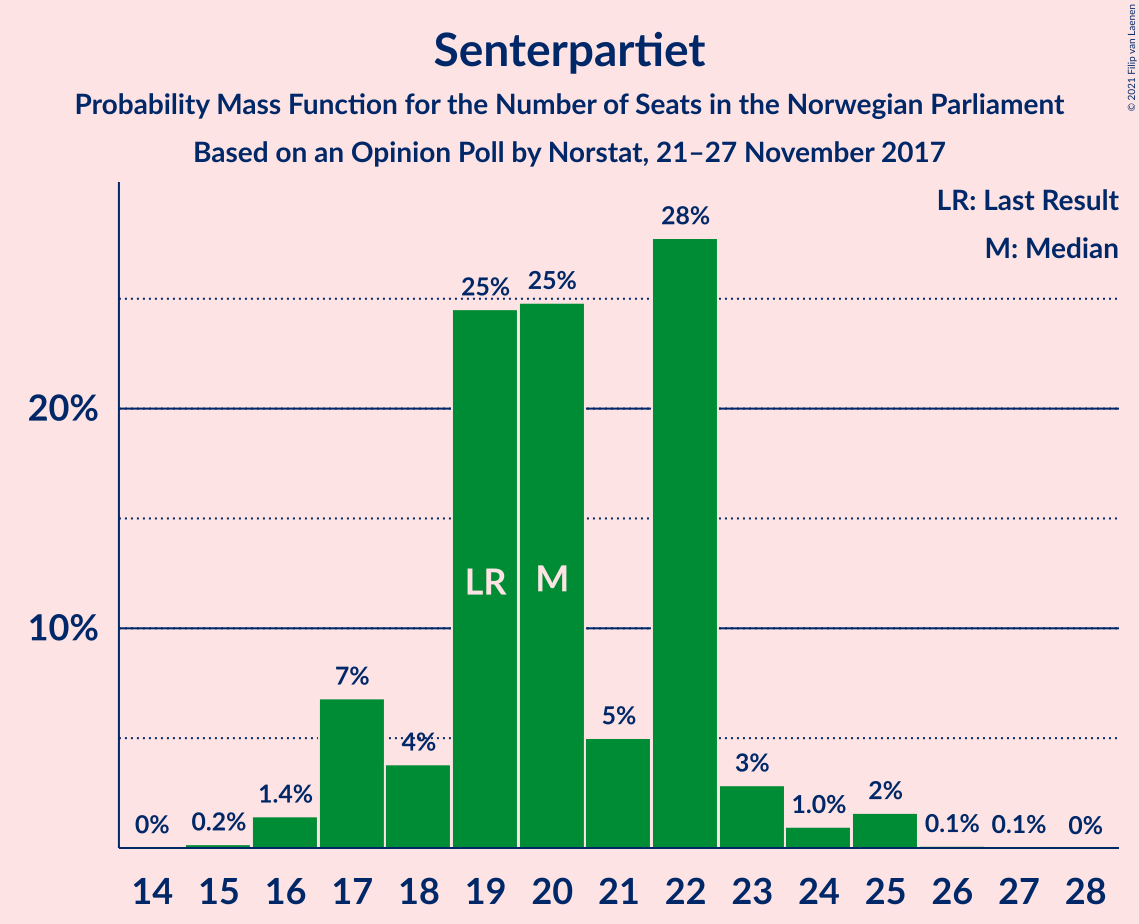 Senterpartiet
Probability Mass Function for the Number of Seats in the Norwegian Parliament
Based on an Opinion Poll by Norstat, 21–27 November 2017
© 2021 Filip van Laenen
LR: Last Result
M: Median
20%
10%
0%
0.2%
1.4%
7%
4%
25%
25%
5%
28%
3%
1.0%
2%
0.1%
0.1%
0%
LR
M
14 15 16 17 18 19 20 21 22 23 24 25 26 27 28